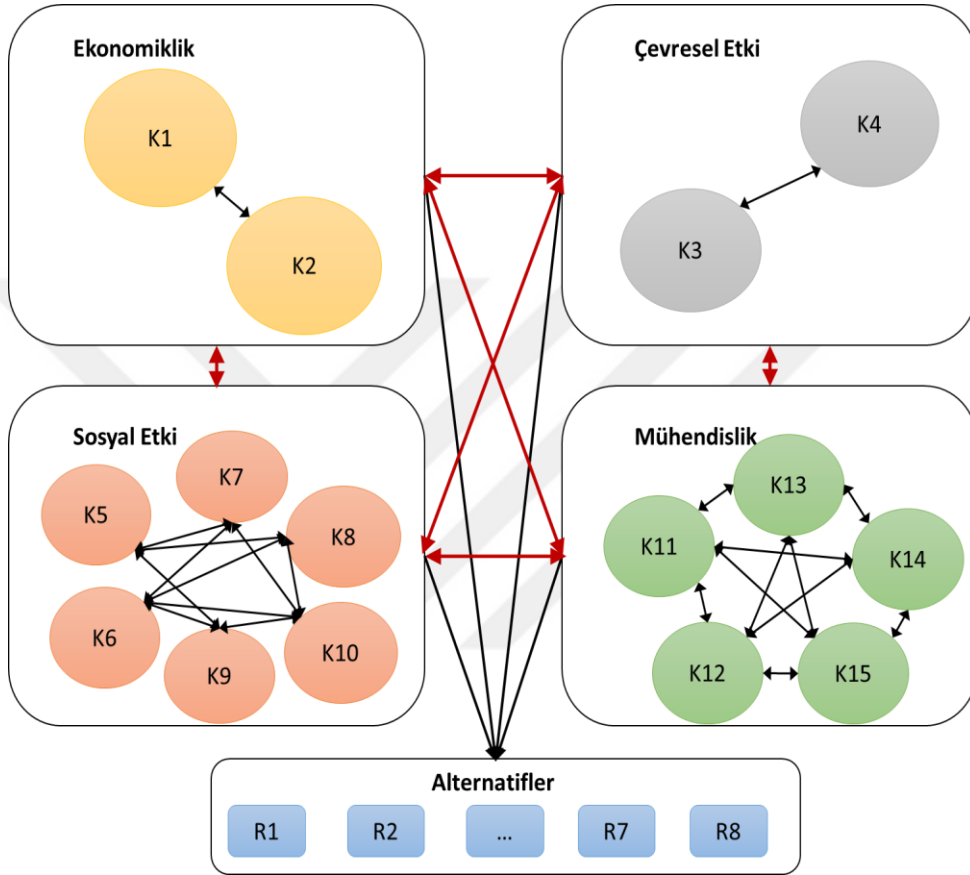 Ekonomiklik
K1
K2
Çevresel Etki
K4
K3
Sosyal Etki
K7
K5
K8
K6
K9
K10
Mühendislik
K13
K11
K14
K12
K15
Alternatifler
R1
R2
...
R7
R8